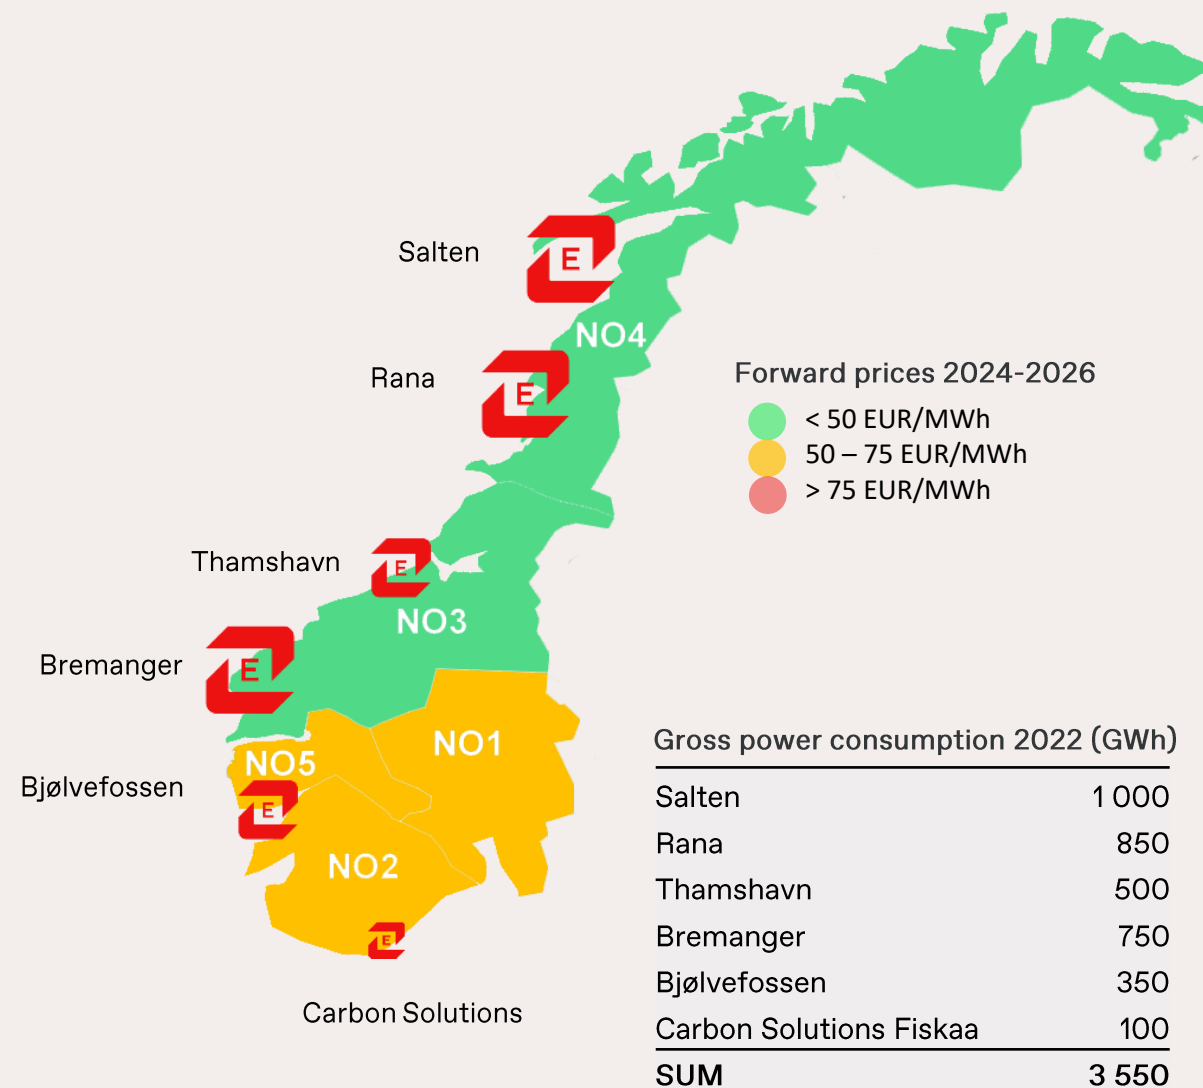 Salten
E
NO4
Rana
E
Forward prices 2024-2026
< 50 EUR/MWh
50 – 75 EUR/MWh
> 75 EUR/MWh
Thamshavn
E
NO3
Bremanger
E
NO1
NO5
Bjølvefossen
E
NO2
E
Carbon Solutions
Gross power consumption 2022 (GWh)
Salten 1 000
Rana 850
Thamshavn 500
Bremanger 750
Bjølvefossen 350
Carbon Solutions Fiskaa 100
SUM 3 550